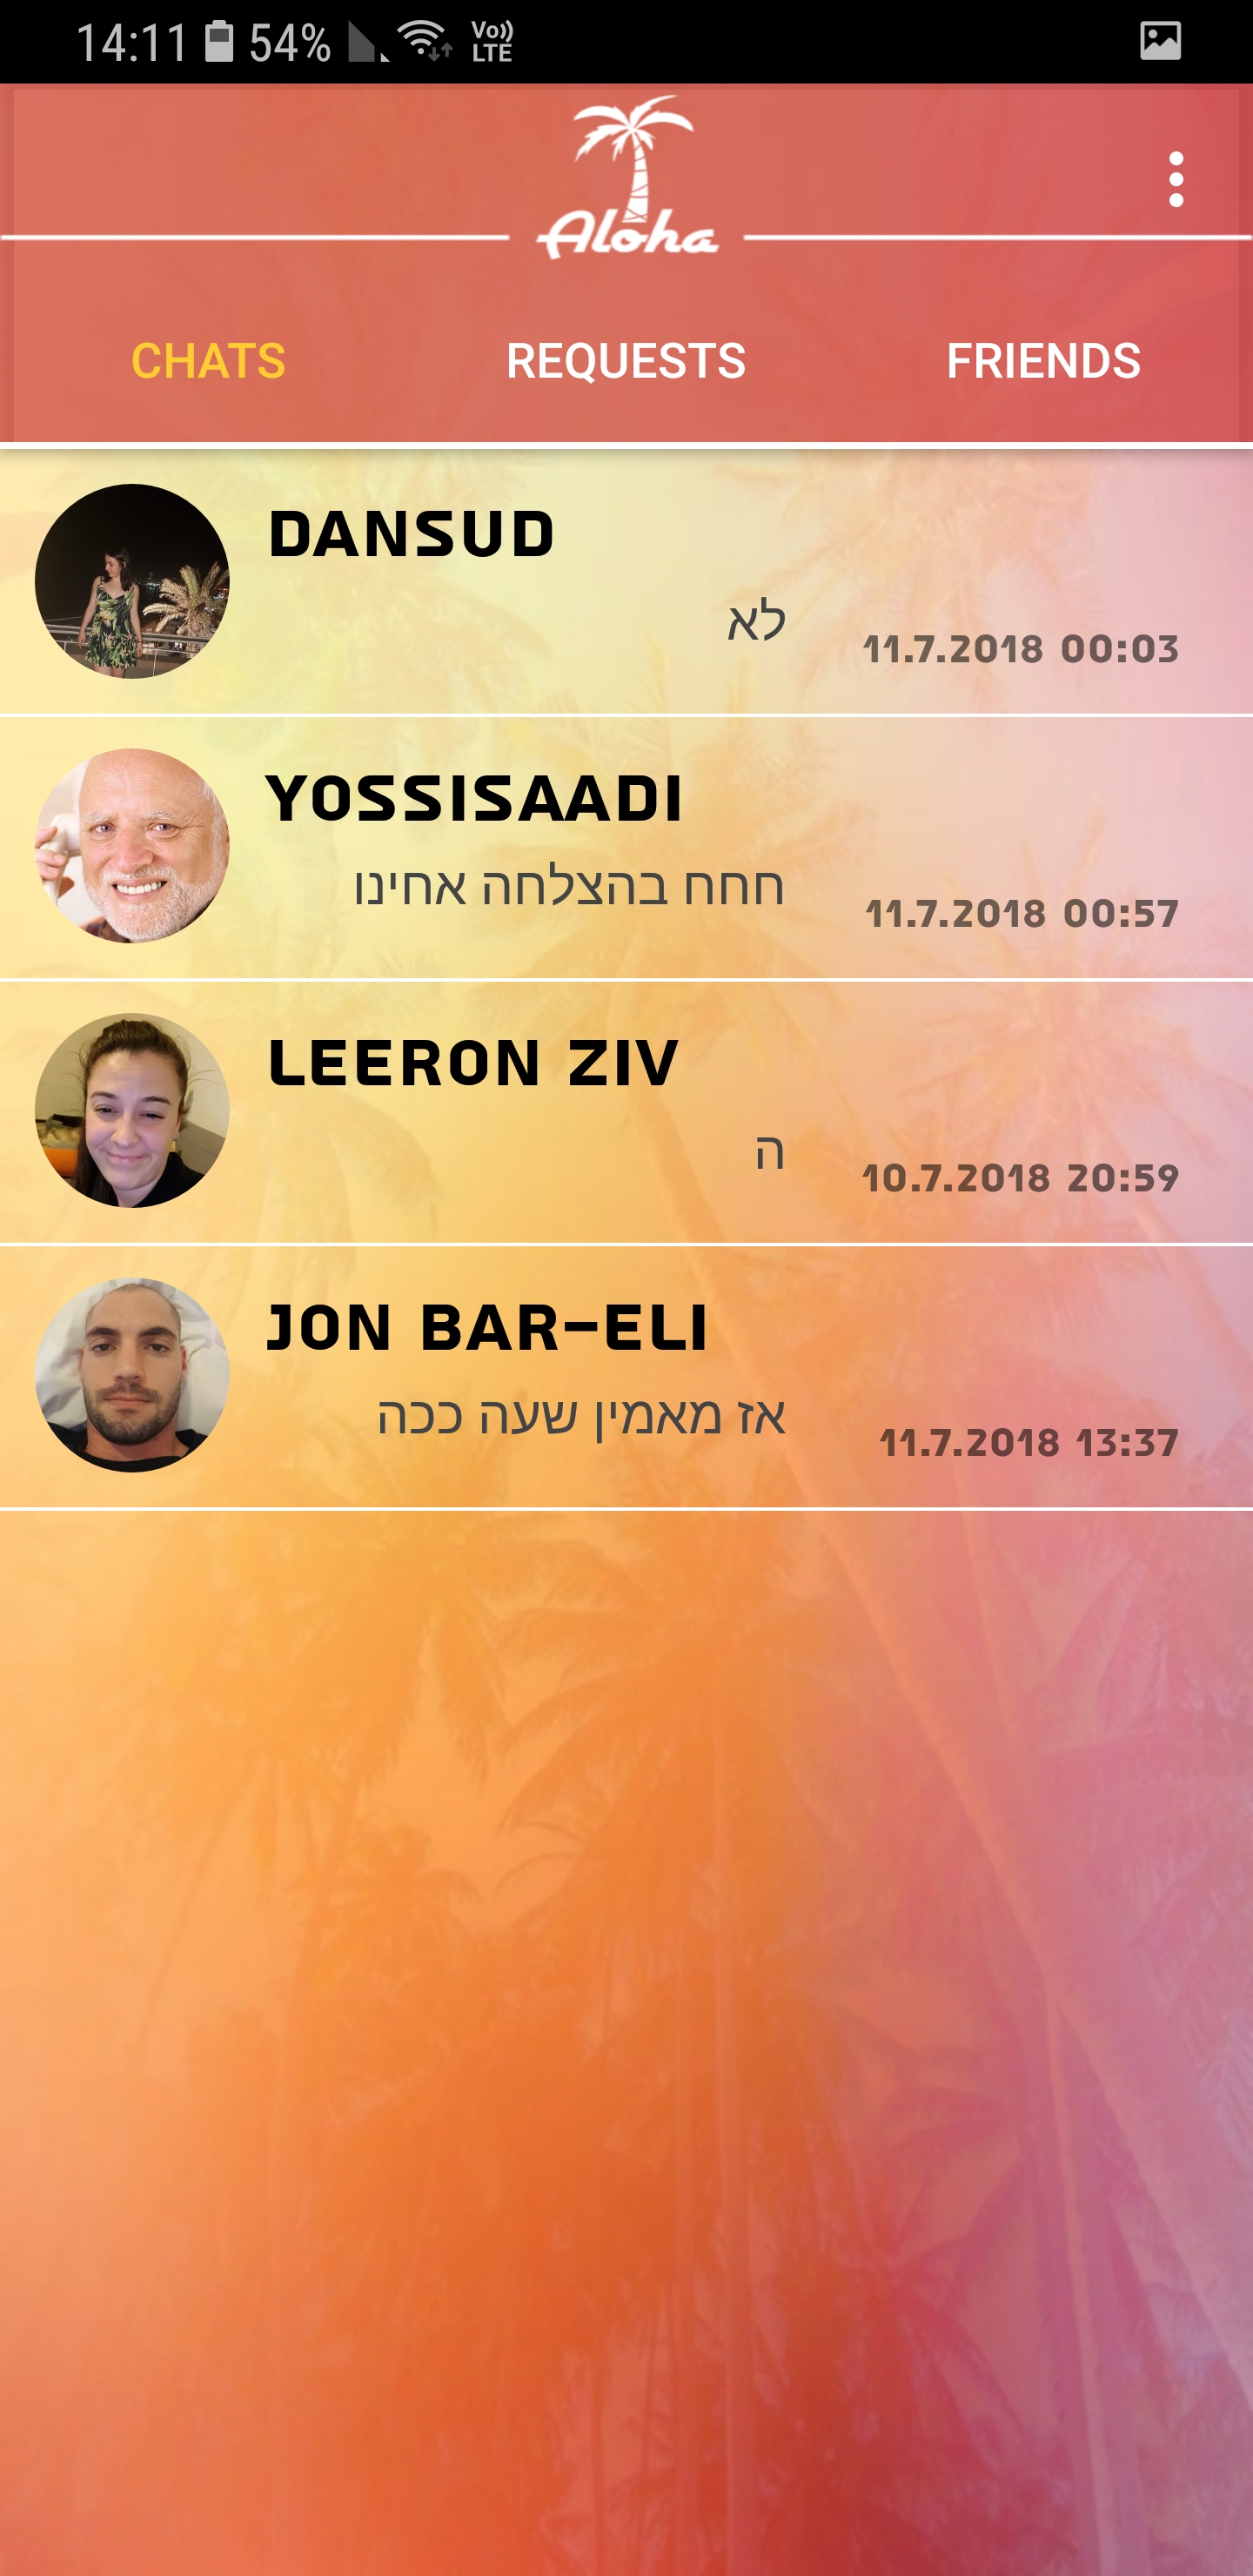 14:11 54% Vo)) LTE
Aloha
CHATS REQUESTS FRIENDS
DANSUD
לא 11.7.2018 00:03
YOSSISAADI
חחח בהצלחה אחינו 11.7.2018 00:57
LEERON ZIV
ה 10.7.2018 20:59
JON BAR-ELI
אז מאמין שעה ככה 11.7.2018 13:37